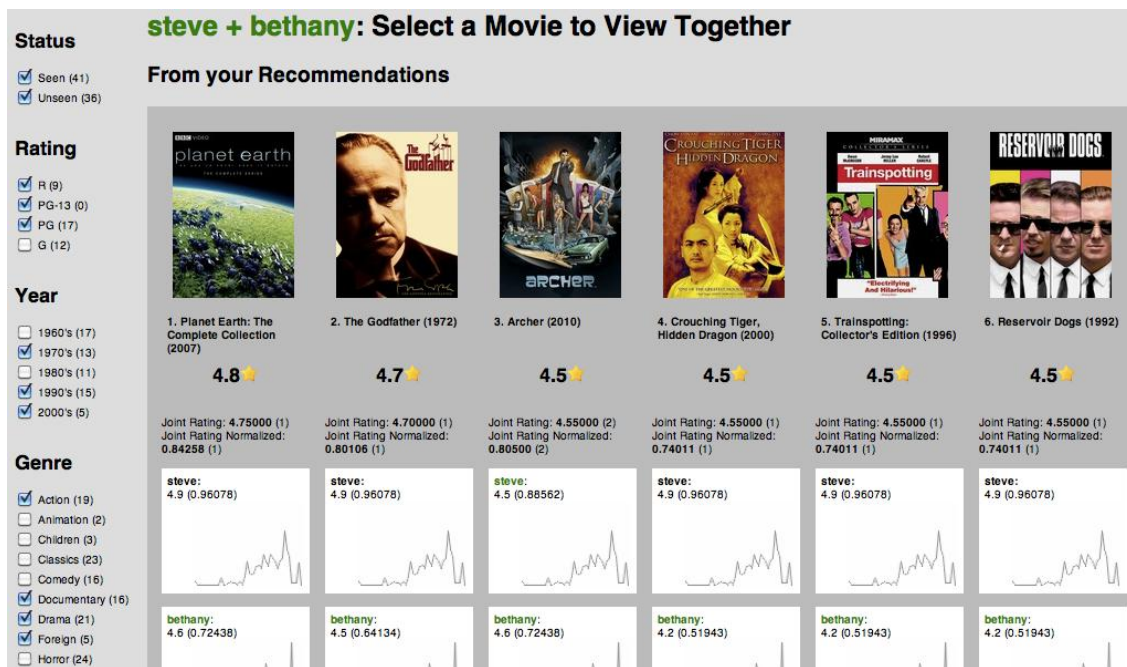 steve + bethany: Select a Movie to View Together
Status
Seen (41)
Unseen (36)
Rating
R (9)
PG-13 (0)
PG (17)
G (12)
Year
1960's (17)
1970's (13)
1980's (11)
1990's (15)
2000's (5)
Genre
Action (19)
Animation (2)
Children (3)
Classics (23)
Comedy (16)
Documentary (16)
Drama (21)
Foreign (5)
Horror (24)
From your Recommendations
BBC VIDEO
planet earth
THE COMPLETE SERIES
1. Planet Earth: The
Complete Collection
(2007)
4.8
Joint Rating: 4.75000 (1)
Joint Rating Normalized:
0.84258 (1)
steve:
4.9 (0.96078)
bethany:
4.6 (0.72438)
The
Godfather
2. The Godfather (1972)
4.7
Joint Rating: 4.70000 (1)
Joint Rating Normalized:
0.80106 (1)
steve:
4.9 (0.96078)
bethany:
4.5 (0.64134)
ARCHER
3. Archer (2010)
4.5
Joint Rating: 4.55000 (2)
Joint Rating Normalized:
0.80500 (2)
steve:
4.5 (0.88562)
bethany:
4.6 (0.72438)
CROUCHING TIGER
HIDDEN DRAGON
4. Crouching Tiger,
Hidden Dragon (2000)
4.5
Joint Rating: 4.55000 (1)
Joint Rating Normalized:
0.74011 (1)
steve:
4.9 (0.96078)
bethany:
4.2 (0.51943)
MIRAMAX
COLLECTOR'S SERIES
Trainspotting
"Electrifying
And Hilarious!"
5. Trainspotting:
Collector's Edition (1996)
4.5
Joint Rating: 4.55000 (1)
Joint Rating Normalized:
0.74011 (1)
steve:
4.9 (0.96078)
bethany:
4.2 (0.51943)
RESERVOIR DOGS
6. Reservoir Dogs (1992)
4.5
Joint Rating: 4.55000 (1)
Joint Rating Normalized:
0.74011 (1)
steve:
4.9 (0.96078)
bethany:
4.2 (0.51943)